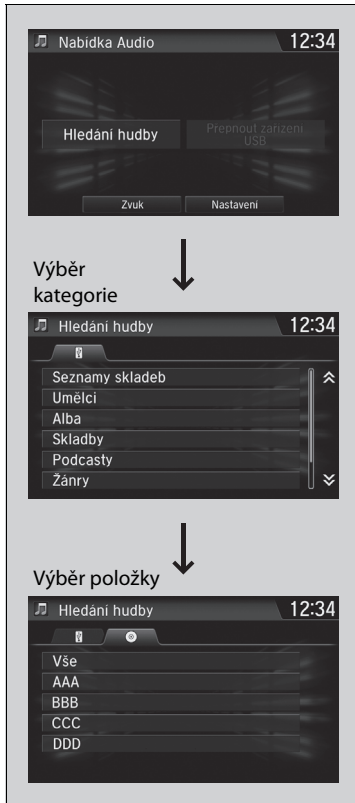 Nabídka Audio 12:34
Hledání hudby
Přepnout zařízení
USB
Zvuk Nastavení
Výběr
kategorie
Hledání hudby 12:34
Seznamy skladeb
Umělci
Alba
Skladby
Podcasty
Žánry
Výběr položky
Hledání hudby 12:34
Vše
AAA
BBB
CCC
DDD